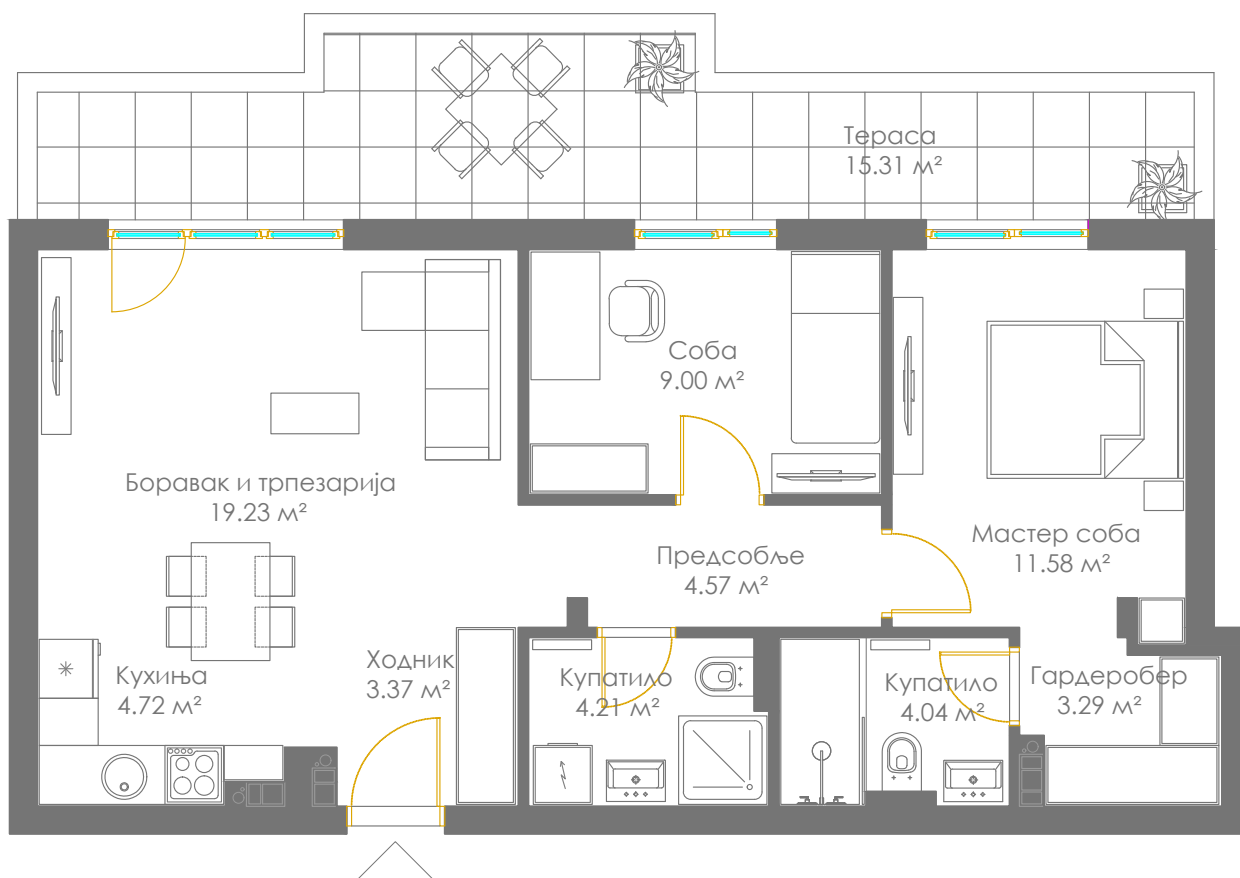 Тераса
15.31 м²
Соба
9.00 м²
Боравак и трпезарија
19.23 м²
Мастер соба
11.58 м²
Предсобље
4.57 м²
Ходник
3.37 м²
Кухиња
4.72 м²
Купатило
4.21 м²
Купатило
4.04 м²
Гардеробер
3.29 м²